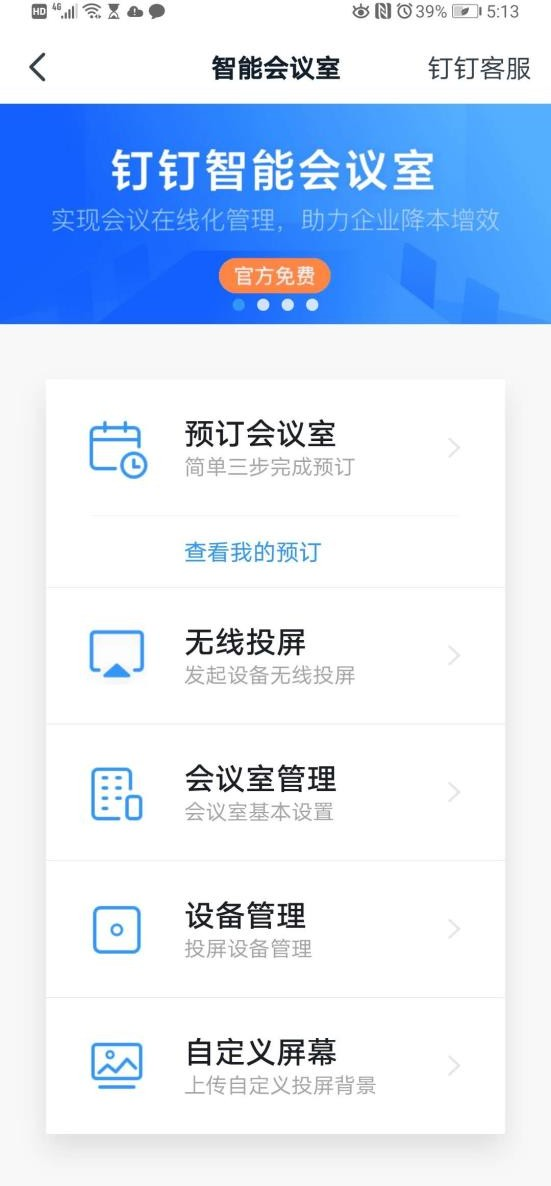 HD 4G 39% 5:13
智能会议室 钉钉客服
钉钉智能会议室
实现会议在线化管理，助力企业降本增效
官方免费
预订会议室
简单三步完成预订
查看我的预订
无线投屏
发起设备无线投屏
会议室管理
会议室基本设置
设备管理
投屏设备管理
自定义屏幕
上传自定义投屏背景